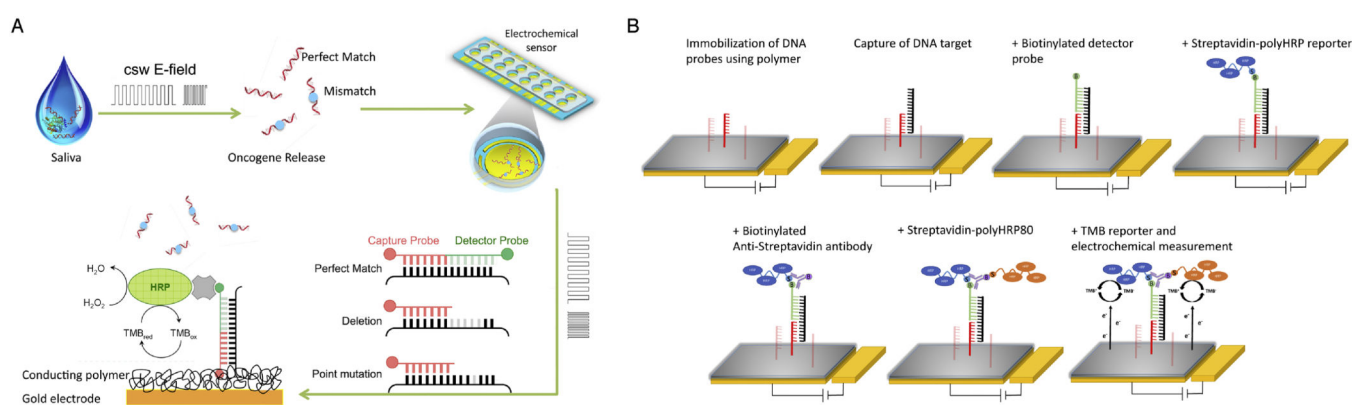 A
csw E-field
Saliva
Perfect Match
Mismatch
Oncogene Release
Electrochemical
sensor
H2O
H2O2
HRP
TMBred
TMBox
Conducting polymer
Gold electrode
Capture Probe
Detector Probe
Perfect Match
Deletion
Point mutation
B
Immobilization of DNA
probes using polymer
Capture of DNA target
+ Biotinylated detector
probe
+ Streptavidin-polyHRP reporter
+ Biotinylated
Anti-Streptavidin antibody
+ Streptavidin-polyHRP80
+ TMB reporter and
electrochemical measurement
e-
e-
e-
e-